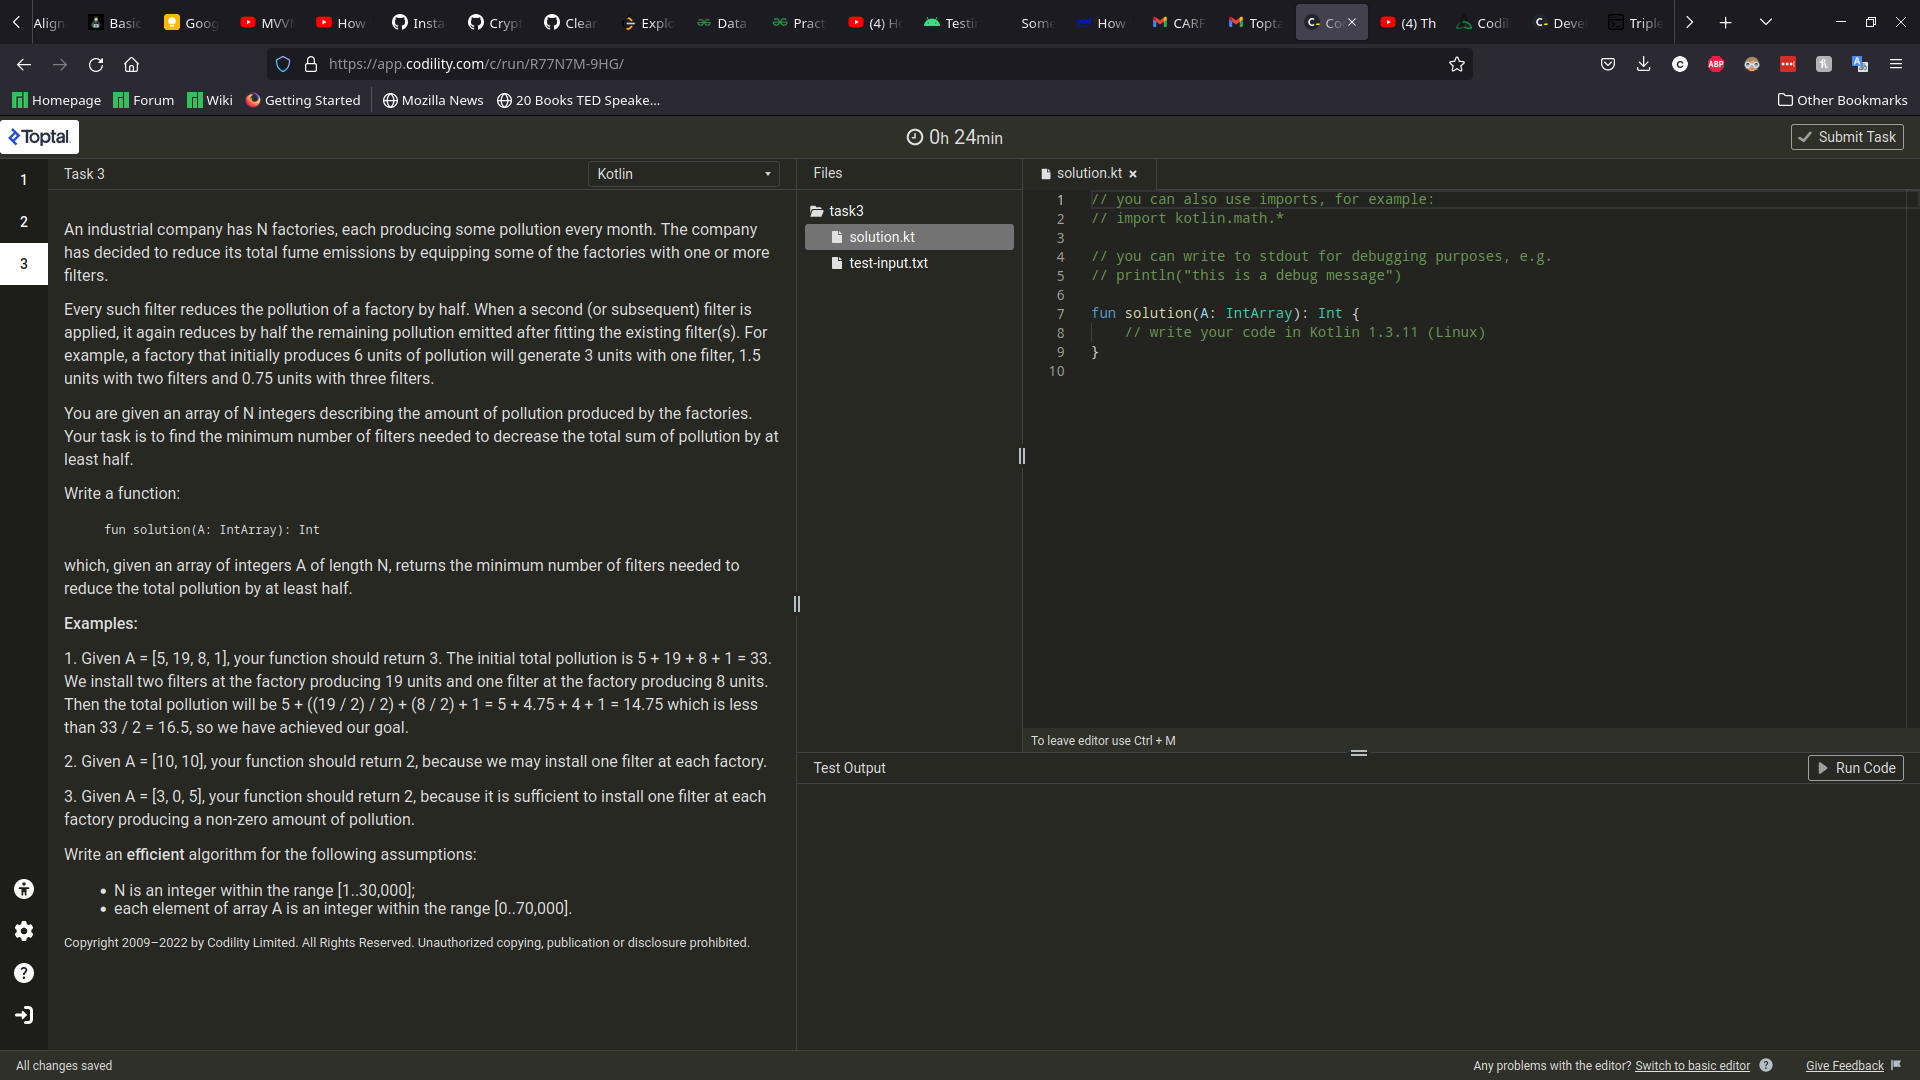 Align
Basic
Goog
MVVM
How
Insta
Crypt
Clear
Explo
Data
Pract
(4) Ho
Testin
Some
How
CARF
Topta
Co
(4) Th
Codil
Deve
Triple
https://app.codility.com/c/run/R77N7M-9HG/
Homepage
Forum
Wiki
Getting Started
Mozilla News
20 Books TED Speake...
Other Bookmarks
Toptal
0h 24min
Submit Task
1
2
3
Task 3
Kotlin
An industrial company has N factories, each producing some pollution every month. The company
has decided to reduce its total fume emissions by equipping some of the factories with one or more
filters.
Every such filter reduces the pollution of a factory by half. When a second (or subsequent) filter is
applied, it again reduces by half the remaining pollution emitted after fitting the existing filter(s). For
example, a factory that initially produces 6 units of pollution will generate 3 units with one filter, 1.5
units with two filters and 0.75 units with three filters.
You are given an array of N integers describing the amount of pollution produced by the factories.
Your task is to find the minimum number of filters needed to decrease the total sum of pollution by at
least half.
Write a function:
fun solution(A: IntArray): Int
which, given an array of integers A of length N, returns the minimum number of filters needed to
reduce the total pollution by at least half.
Examples:
1. Given A = [5, 19, 8, 1], your function should return 3. The initial total pollution is 5 + 19 + 8 + 1 = 33.
We install two filters at the factory producing 19 units and one filter at the factory producing 8 units.
Then the total pollution will be 5 + ((19 / 2) / 2) + (8 / 2) + 1 = 5 + 4.75 + 4 + 1 = 14.75 which is less
than 33 / 2 = 16.5, so we have achieved our goal.
2. Given A = [10, 10], your function should return 2, because we may install one filter at each factory.
3. Given A = [3, 0, 5], your function should return 2, because it is sufficient to install one filter at each
factory producing a non-zero amount of pollution.
Write an efficient algorithm for the following assumptions:
• N is an integer within the range [1..30,000];
• each element of array A is an integer within the range [0..70,000].
Copyright 2009–2022 by Codility Limited. All Rights Reserved. Unauthorized copying, publication or disclosure prohibited.
Files
task3
solution.kt
test-input.txt
solution.kt
1 // you can also use imports, for example:
2 // import kotlin.math.*
3
4 // you can write to stdout for debugging purposes, e.g.
5 // println("this is a debug message")
6
7 fun solution(A: IntArray): Int {
8 // write your code in Kotlin 1.3.11 (Linux)
9 }
10
To leave editor use Ctrl + M
Test Output
Run Code
All changes saved
Any problems with the editor? Switch to basic editor
Give Feedback